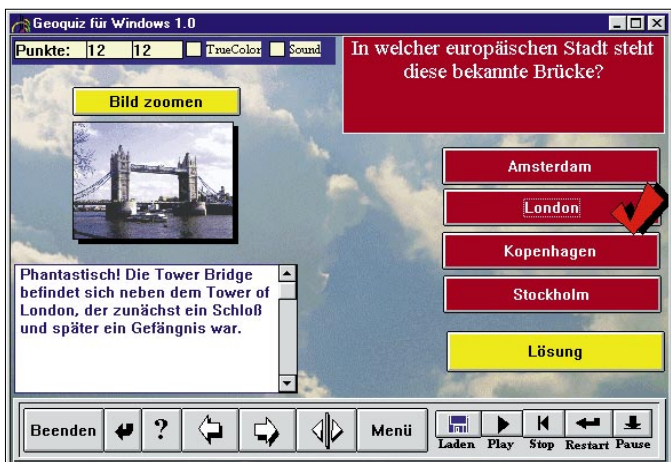 Geoquiz für Windows 1.0
Punkte: 12 12 TrueColor Sound
In welcher europäischen Stadt steht
diese bekannte Brücke?
Bild zoomen
Amsterdam
London
Kopenhagen
Stockholm
Phantastisch! Die Tower Bridge
befindet sich neben dem Tower of
London, der zunächst ein Schloß
und später ein Gefängnis war.
Lösung
Beenden ? Menü
Laden Play Stop Restart Pause